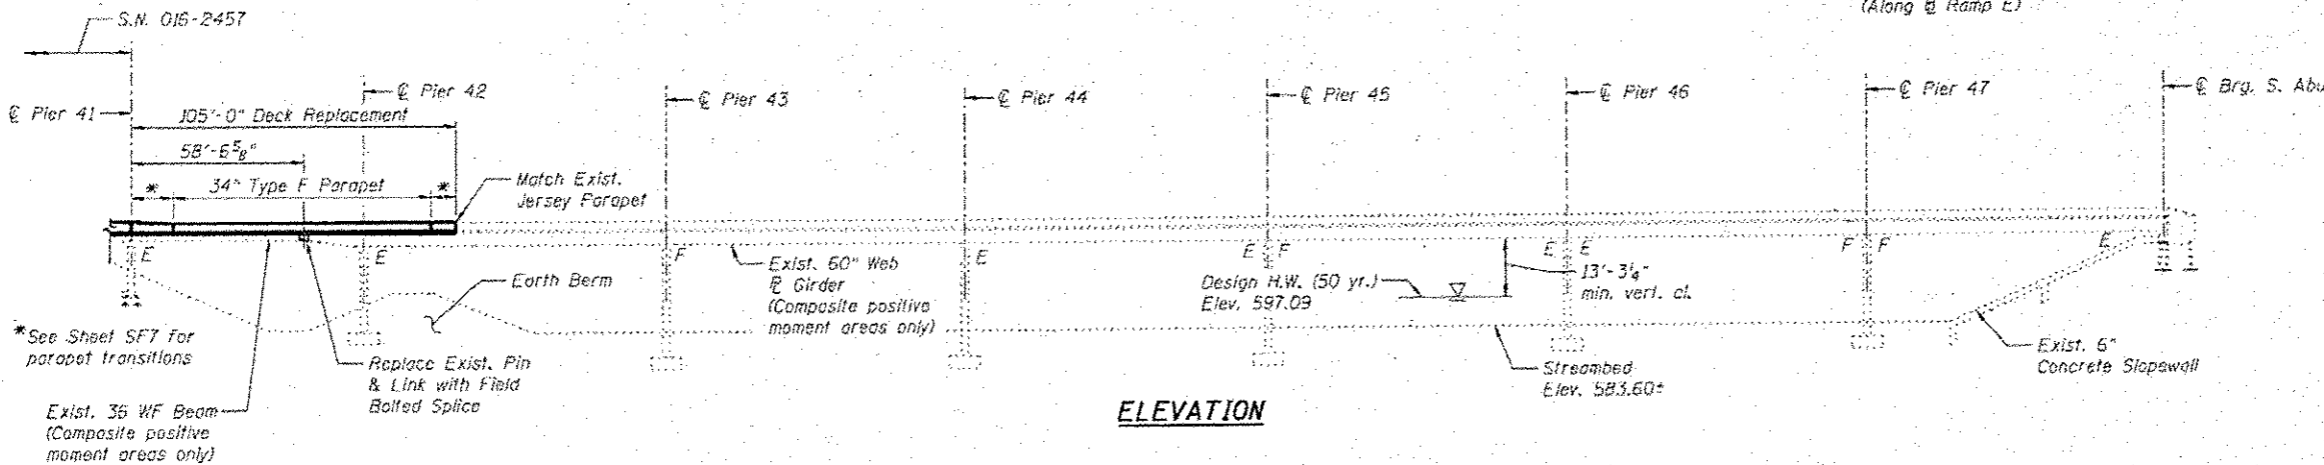 (Along ⅊ Ramp E)
S.N. 016-2457
℄ Pier 41
℄ Pier 42
℄ Pier 43
℄ Pier 44
℄ Pier 45
℄ Pier 46
℄ Pier 47
℄ Brg. S. Abu
105'-0" Deck Replacement
58'-6⅝"
* 34" Type F Parapet *
Match Exist.
Jersey Parapet
E
E
F
E
E F
E E
F F
E
Earth Berm
Exist. 60" Web
⅊ Girder
(Composite positive
moment areas only)
Design H.W. (50 yr.)
Elev. 597.09
13'-3¼"
min. vert. cl.
*See Sheet SF7 for
parapet transitions
Replace Exist. Pin
& Link with Field
Bolted Splice
Exist. 36 WF Beam
(Composite positive
moment areas only)
Streambed
Elev. 583.60±
Exist. 6"
Concrete Slopewall
ELEVATION